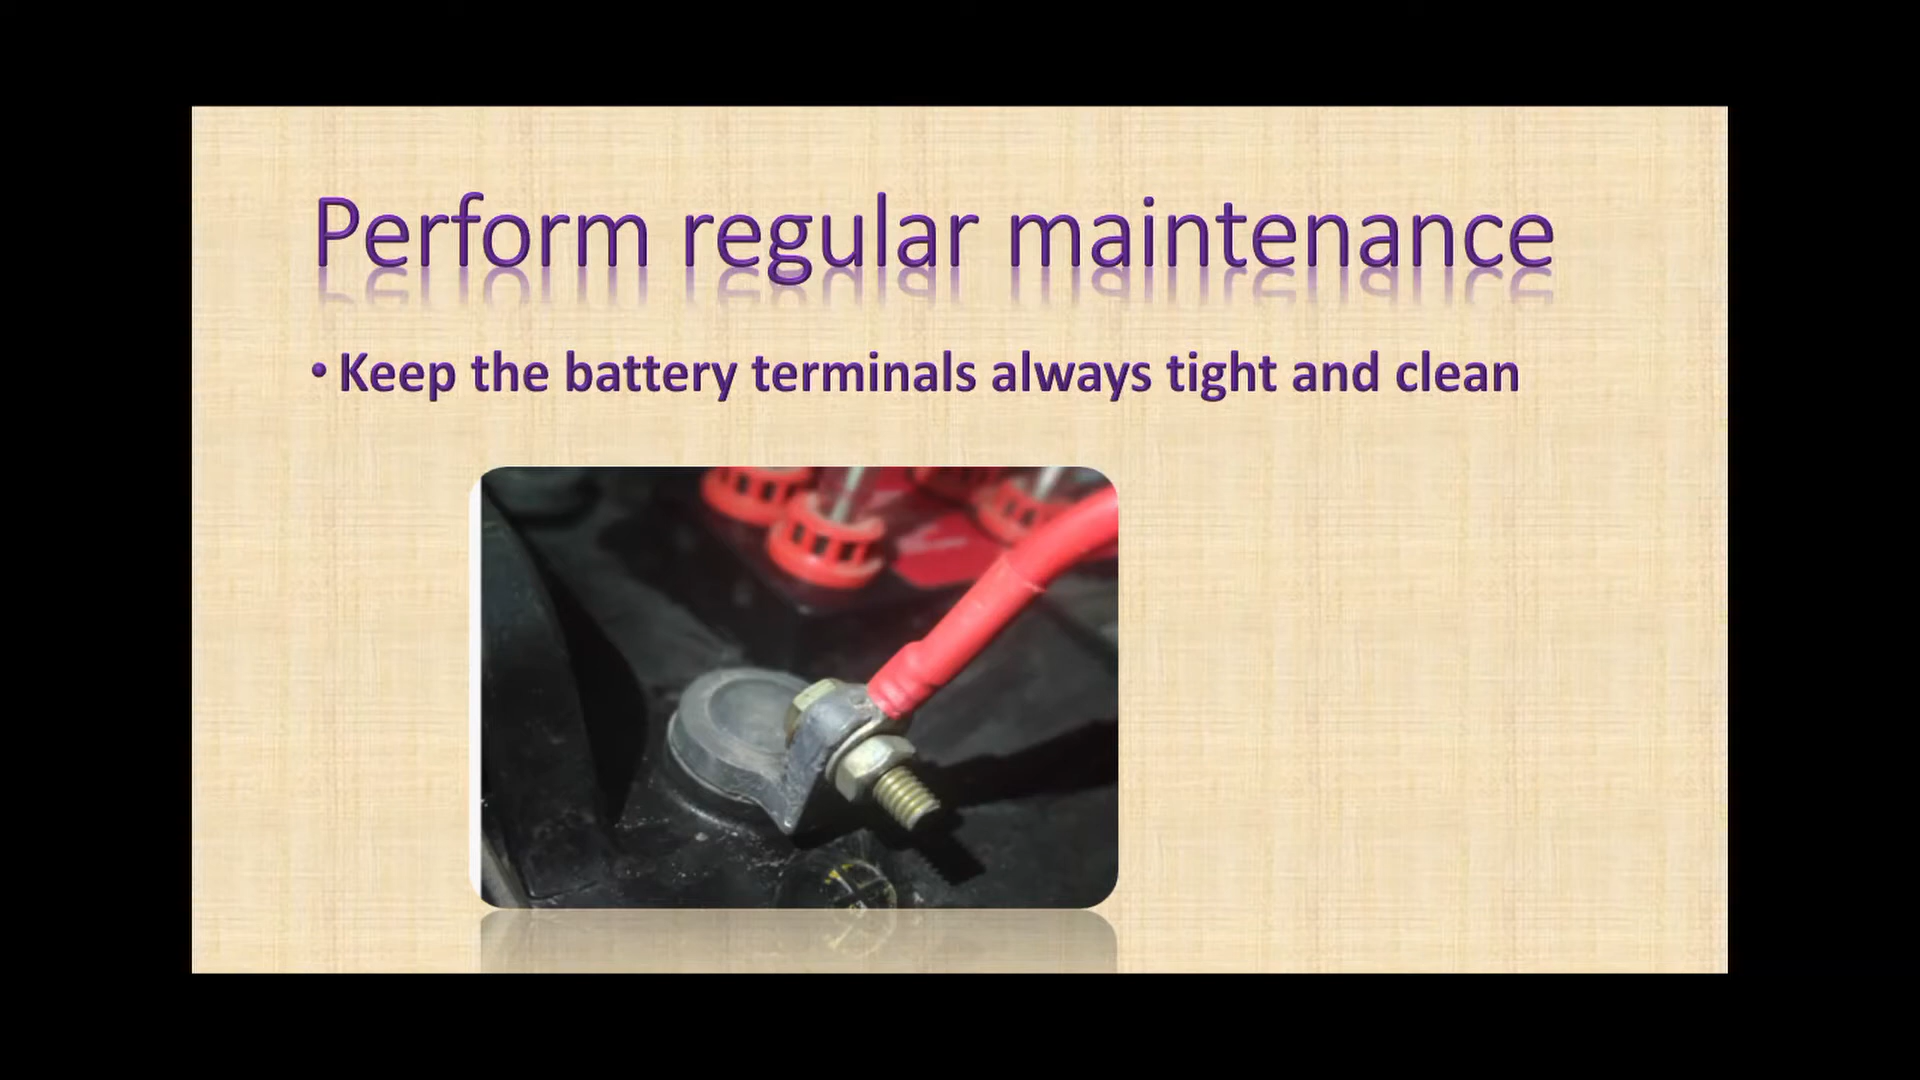 Perform regular maintenance
• Keep the battery terminals always tight and clean